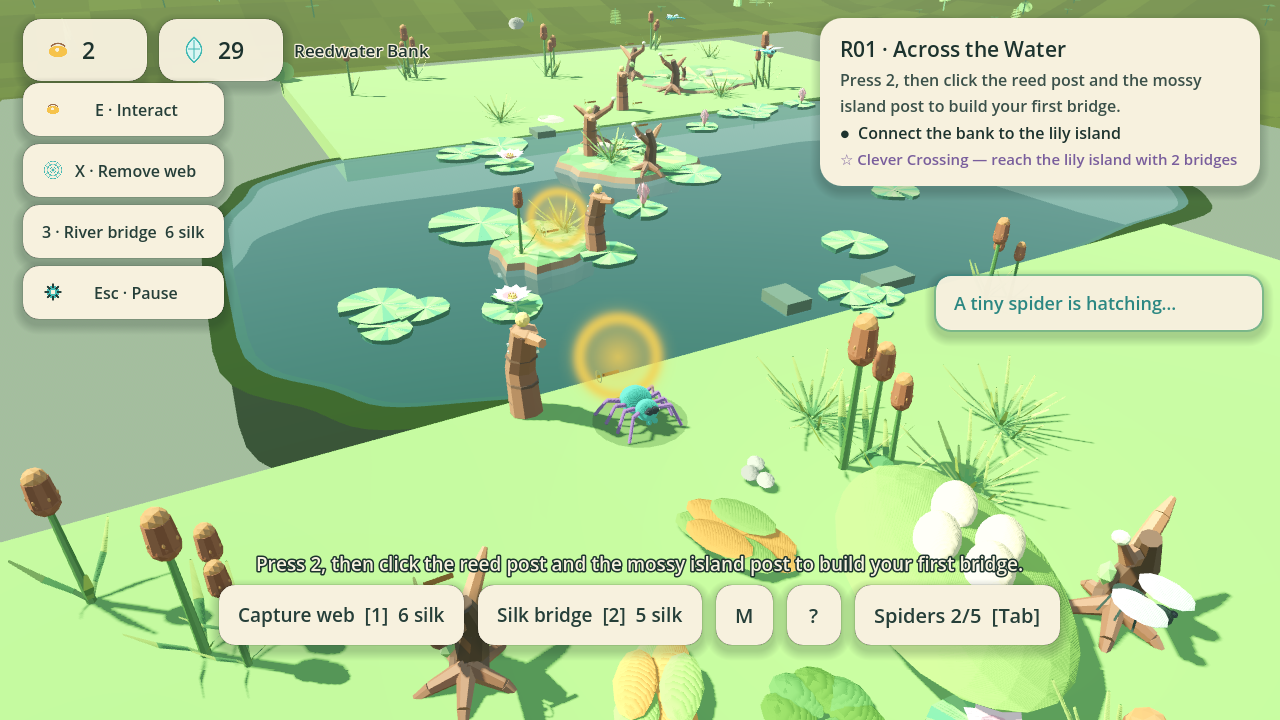 2
29
Reedwater Bank
E · Interact
X · Remove web
3 · River bridge 6 silk
Esc · Pause
R01 · Across the Water
Press 2, then click the reed post and the mossy
island post to build your first bridge.
● Connect the bank to the lily island
☆ Clever Crossing — reach the lily island with 2 bridges
A tiny spider is hatching...
Press 2, then click the reed post and the mossy island post to build your first bridge.
Capture web [1] 6 silk
Silk bridge [2] 5 silk
M
?
Spiders 2/5 [Tab]